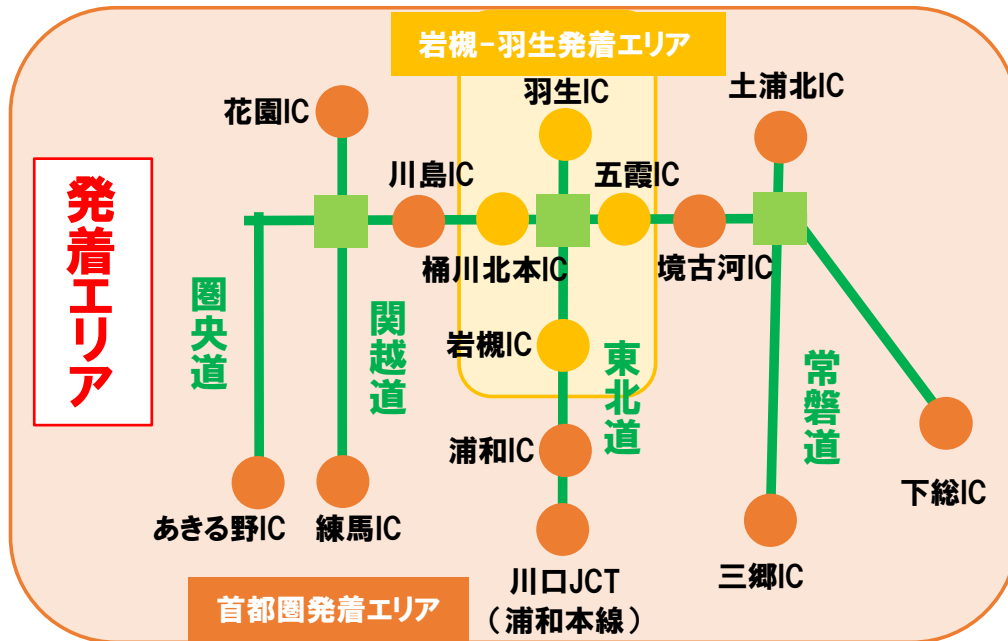 岩槻-羽生発着エリア
羽生IC
土浦北IC
花園IC
川島IC
五霞IC
発着エリア
桶川北本IC
境古河IC
圏央道
関越道
岩槻IC
東北道
常磐道
浦和IC
下総IC
あきる野IC
練馬IC
川口JCT
（浦和本線）
三郷IC
首都圏発着エリア